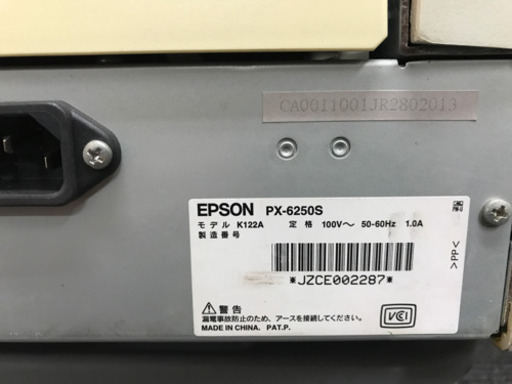 CA0011001JR2802013
EPSON PX-6250S
モデル K122A 定格 100V〜 50-60Hz 1.0A
製造番号
*JZCE002287*
>PP<
警告
漏電事故防止のため、アースを接続してください。
MADE IN CHINA. PAT.P.
VCI